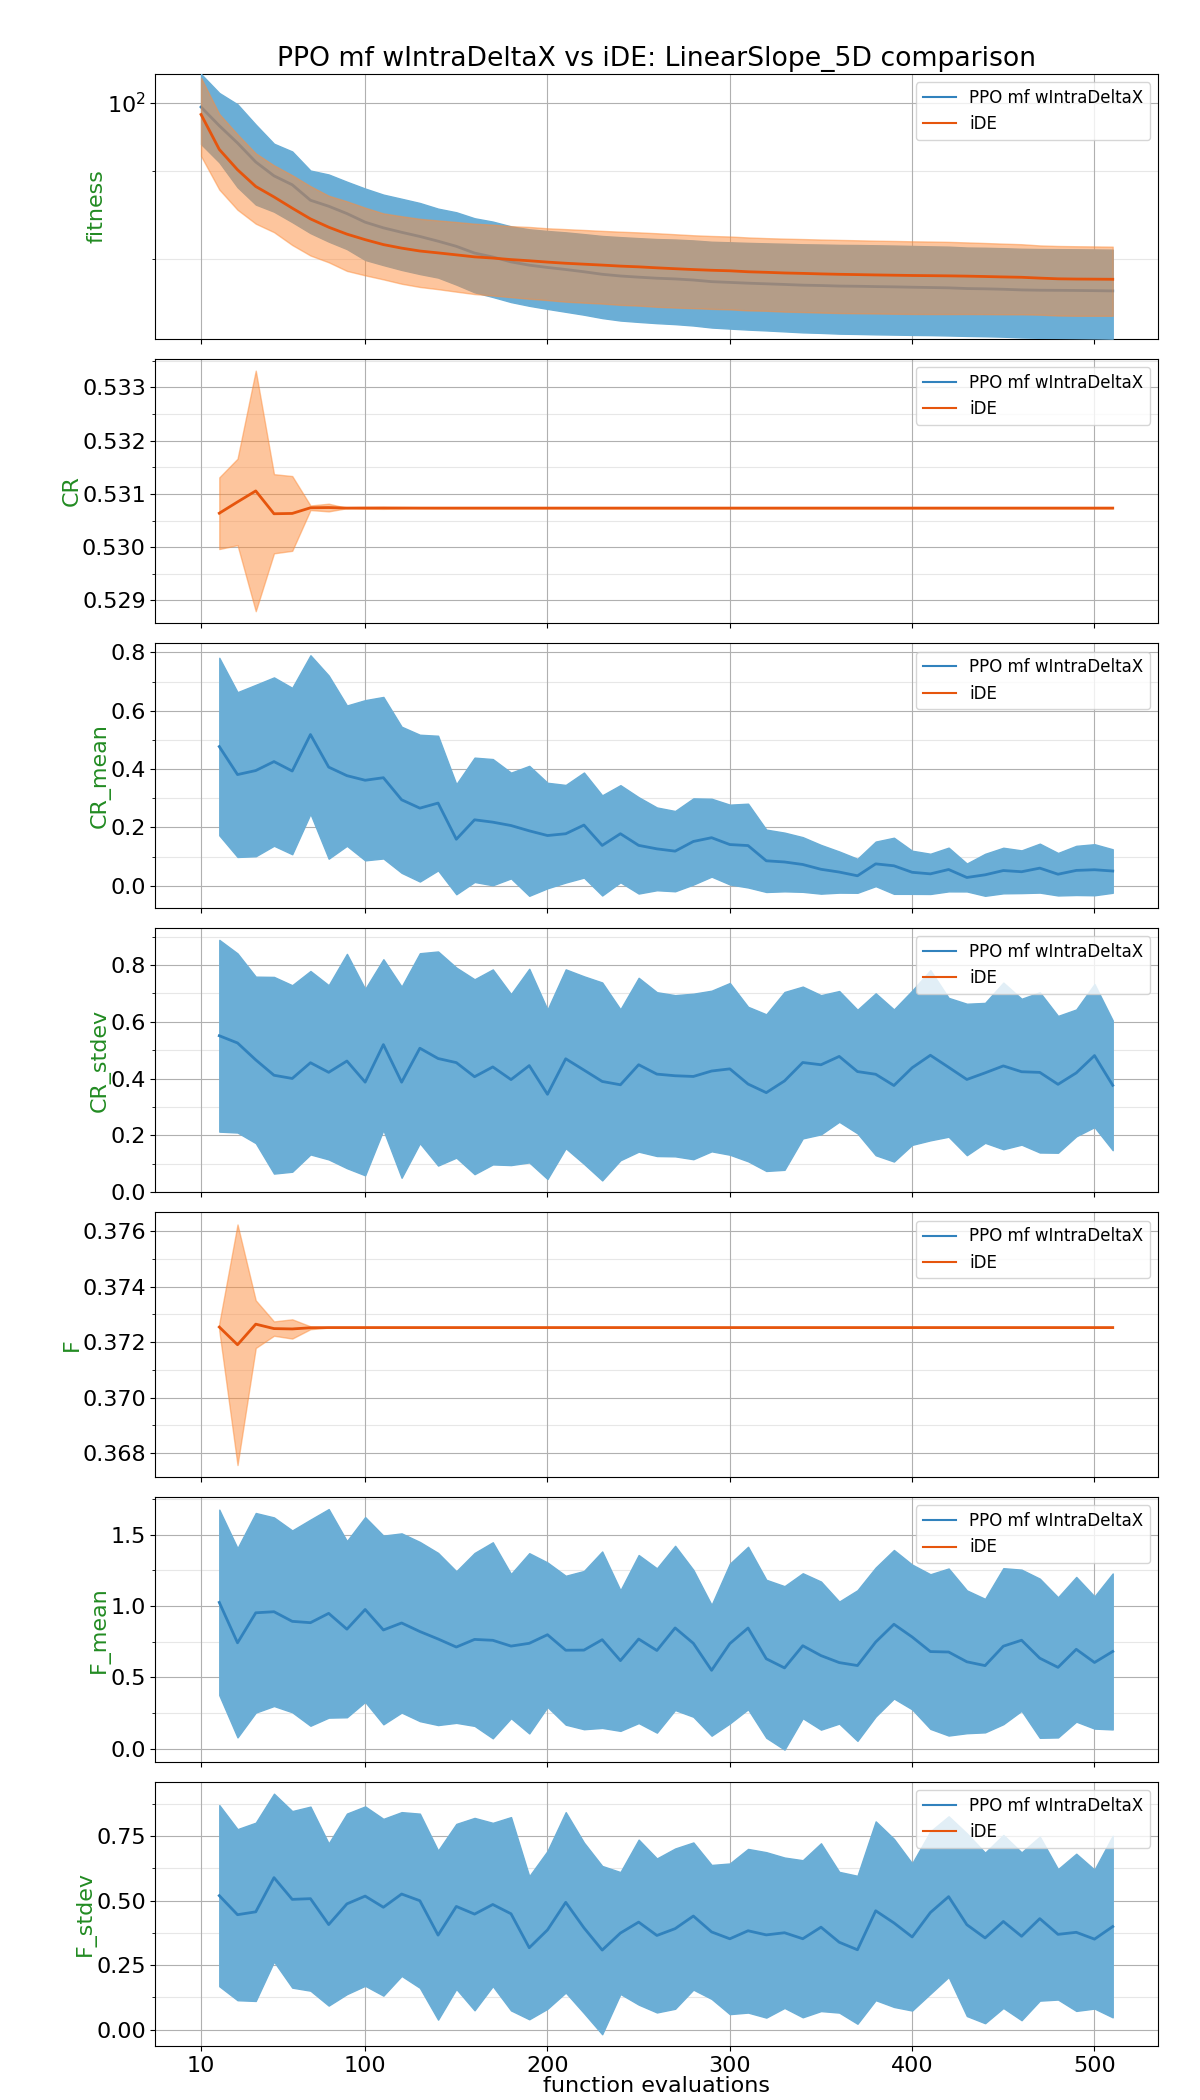 PPO mf wIntraDeltaX vs iDE: LinearSlope_5D comparison
10²
fitness
PPO mf wIntraDeltaX
iDE
0.533
0.532
0.531
0.530
0.529
CR
PPO mf wIntraDeltaX
iDE
0.8
0.6
0.4
0.2
0.0
CR_mean
PPO mf wIntraDeltaX
iDE
0.8
0.6
0.4
0.2
0.0
CR_stdev
PPO mf wIntraDeltaX
iDE
0.376
0.374
0.372
0.370
0.368
F
PPO mf wIntraDeltaX
iDE
1.5
1.0
0.5
0.0
F_mean
PPO mf wIntraDeltaX
iDE
0.75
0.50
0.25
0.00
F_stdev
PPO mf wIntraDeltaX
iDE
10 100 200 300 400 500
function evaluations